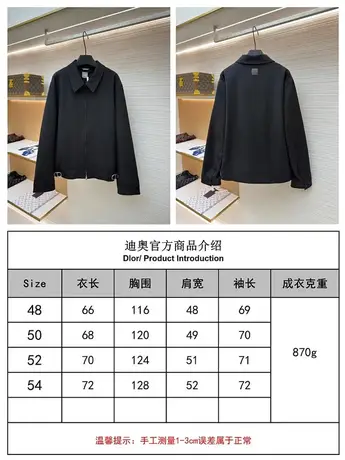 迪奥官方商品介绍
Dior/ Product Introduction
Size 衣长 胸围 肩宽 袖长 成衣克重
48 66 116 48 69
50 68 120 49 70
52 70 124 51 71
54 72 128 52 72
870g
温馨提示：手工测量1-3cm误差属于正常